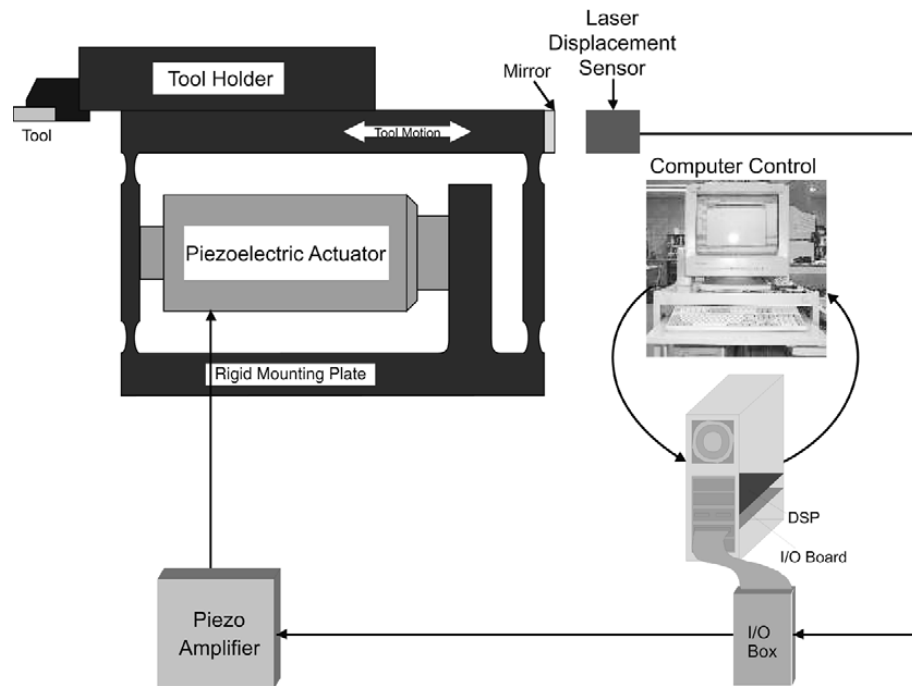 Laser
Displacement
Sensor
Tool Holder
Mirror
Tool
Tool Motion
Computer Control
Piezoelectric Actuator
Rigid Mounting Plate
DSP
I/O Board
Piezo
Amplifier
I/O
Box